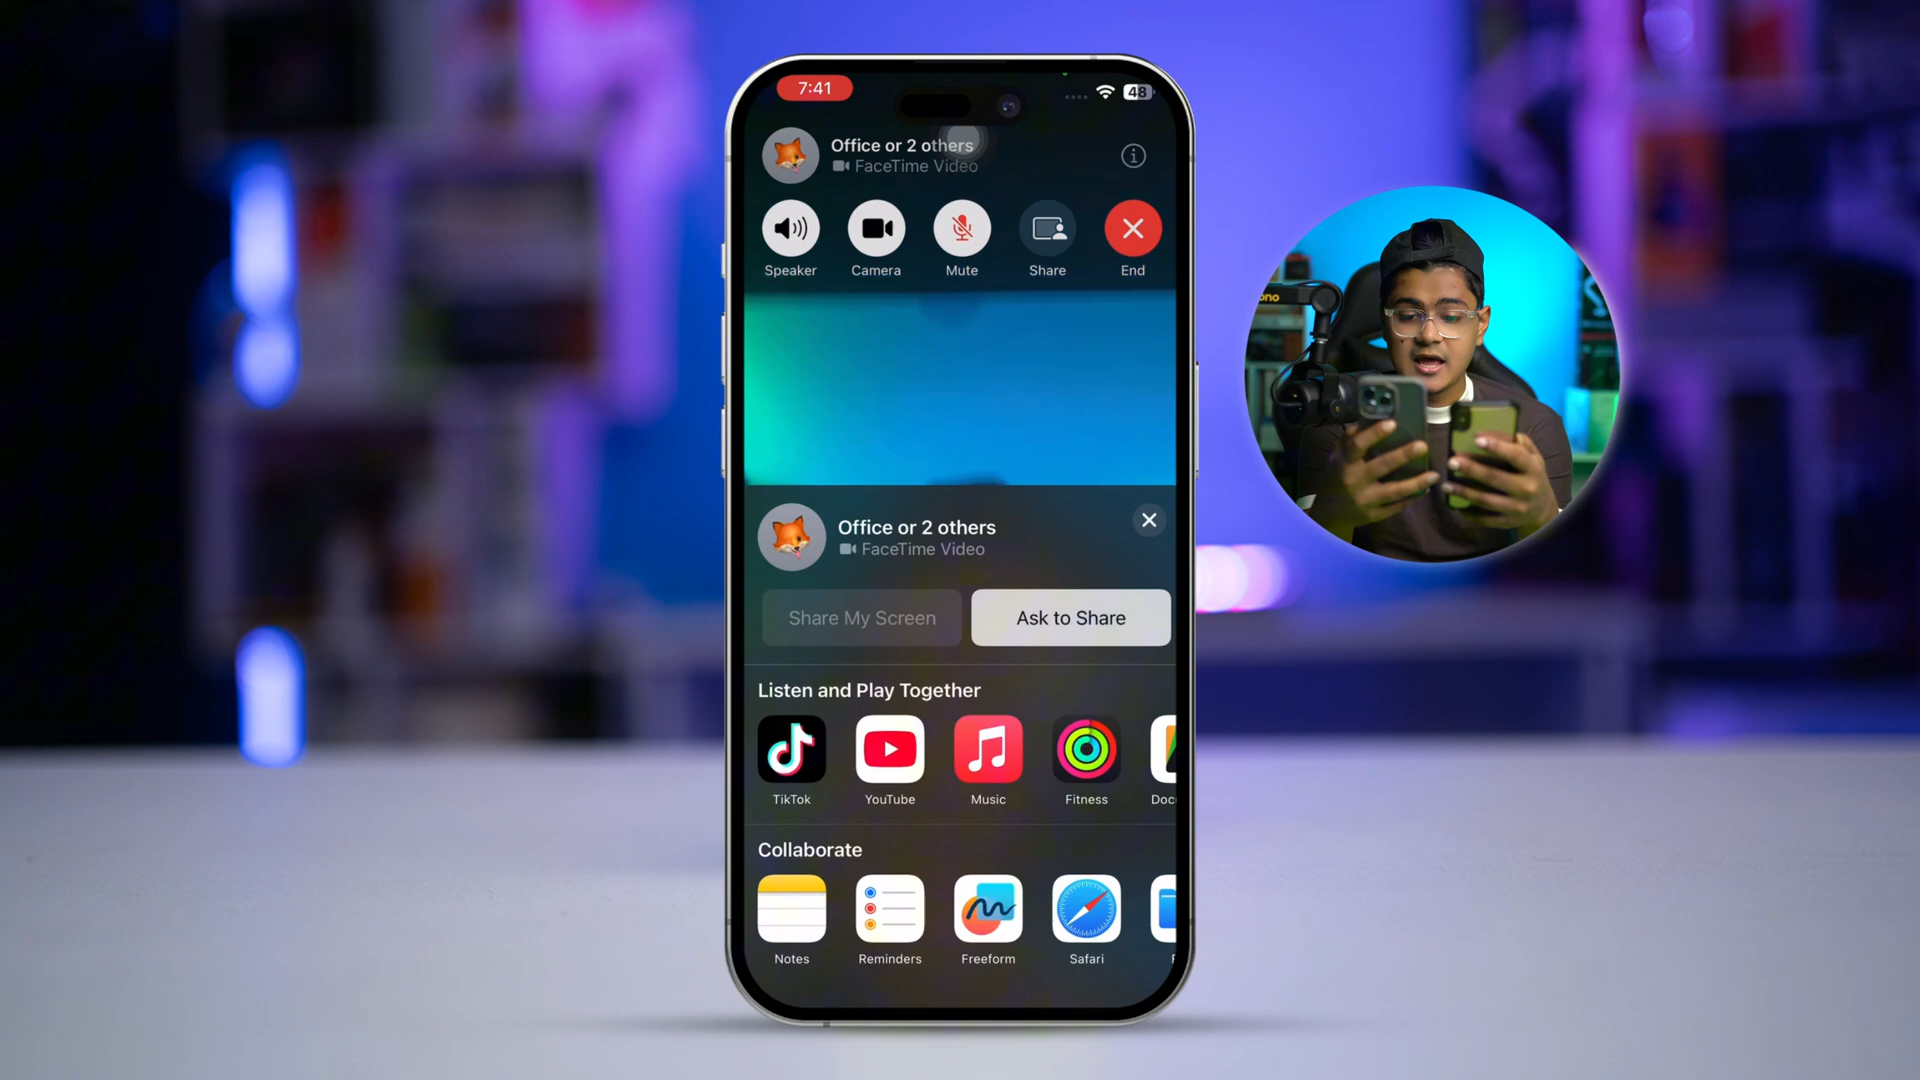 7:41
48
Office or 2 others
FaceTime Video
Speaker
Camera
Mute
Share
End
Office or 2 others
FaceTime Video
Share My Screen
Ask to Share
Listen and Play Together
TikTok
YouTube
Music
Fitness
Doc
Collaborate
Notes
Reminders
Freeform
Safari
ono